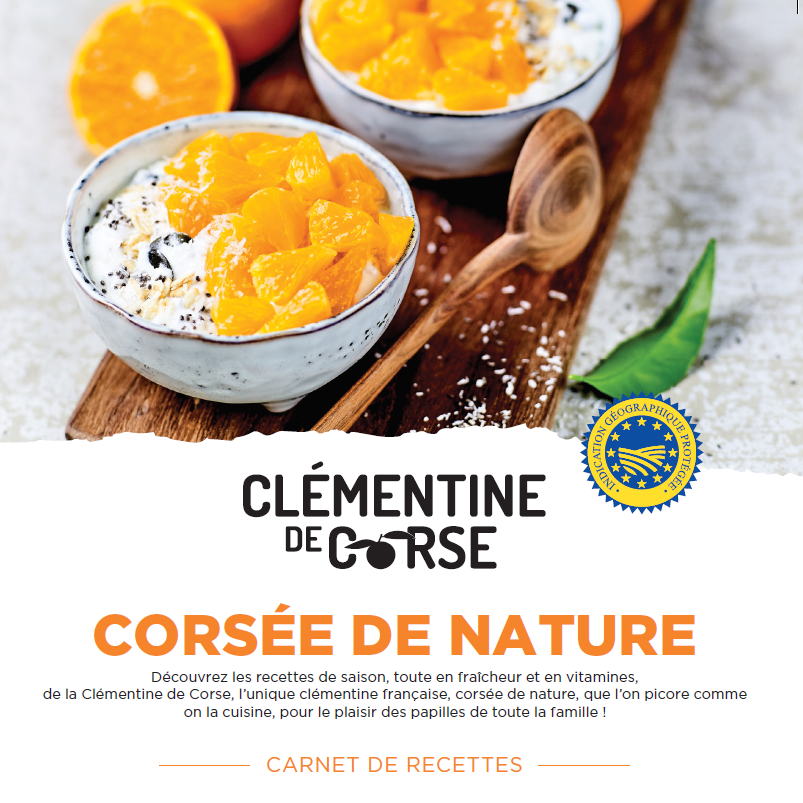 INDICATION GÉOGRAPHIQUE PROTÉGÉE
CLÉMENTINE
DE CORSE
CORSÉE DE NATURE
Découvrez les recettes de saison, toute en fraîcheur et en vitamines,
de la Clémentine de Corse, l'unique clémentine française, corsée de nature, que l'on picore comme
on la cuisine, pour le plaisir des papilles de toute la famille !
CARNET DE RECETTES